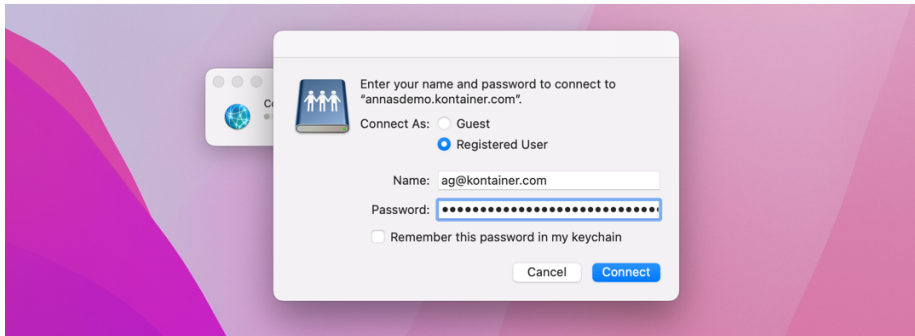 Enter your name and password to connect to
“annasdemo.kontainer.com”.
Connect As: Guest
Registered User
Name: ag@kontainer.com
Password: ••••••••••••••••••••••••••••••
Remember this password in my keychain
Cancel Connect